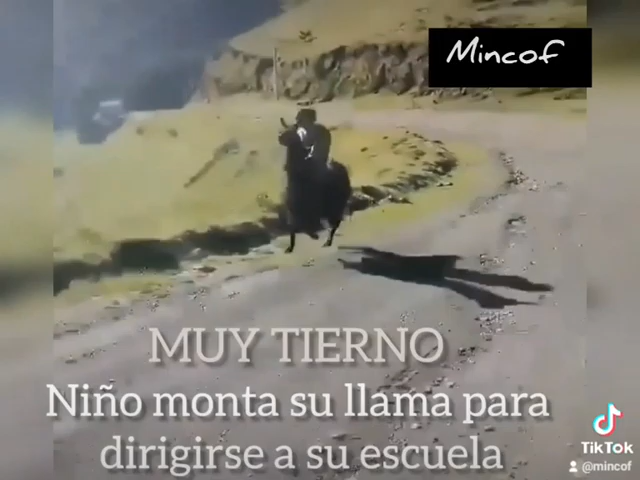 Mincof
MUY TIERNO
Niño monta su llama para
dirigirse a su escuela
TikTok
@mincof